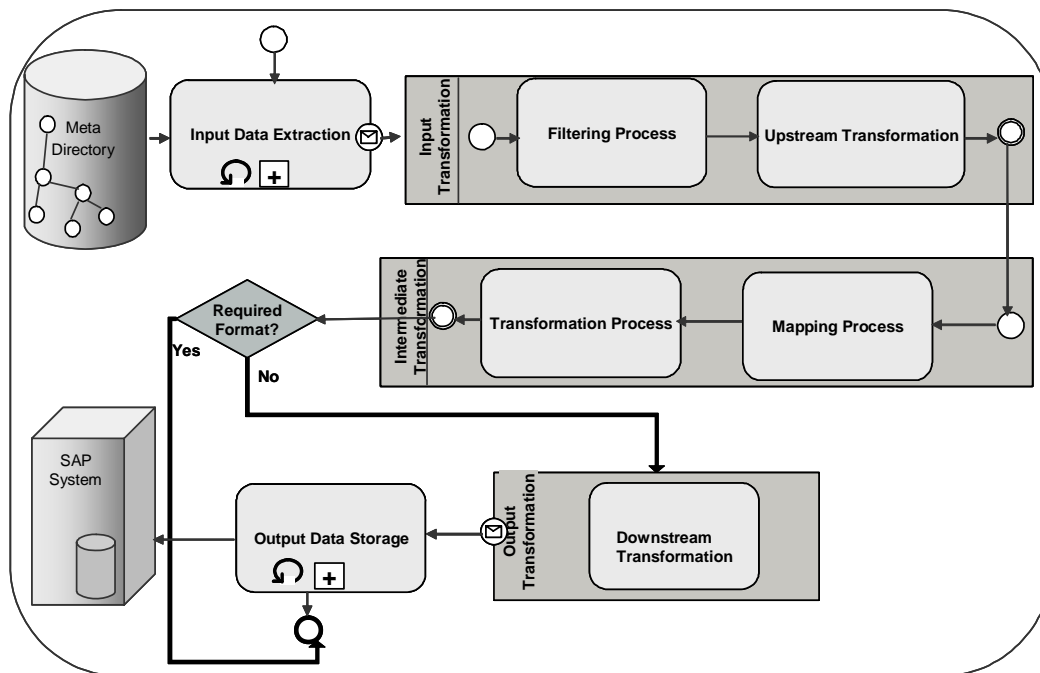 Meta
Directory
Input Data Extraction
Input
Transformation
Filtering Process
Upstream Transformation
Intermediate
Transformation
Transformation Process
Mapping Process
Required
Format?
Yes
No
SAP
System
Output Data Storage
Output
Transformation
Downstream
Transformation